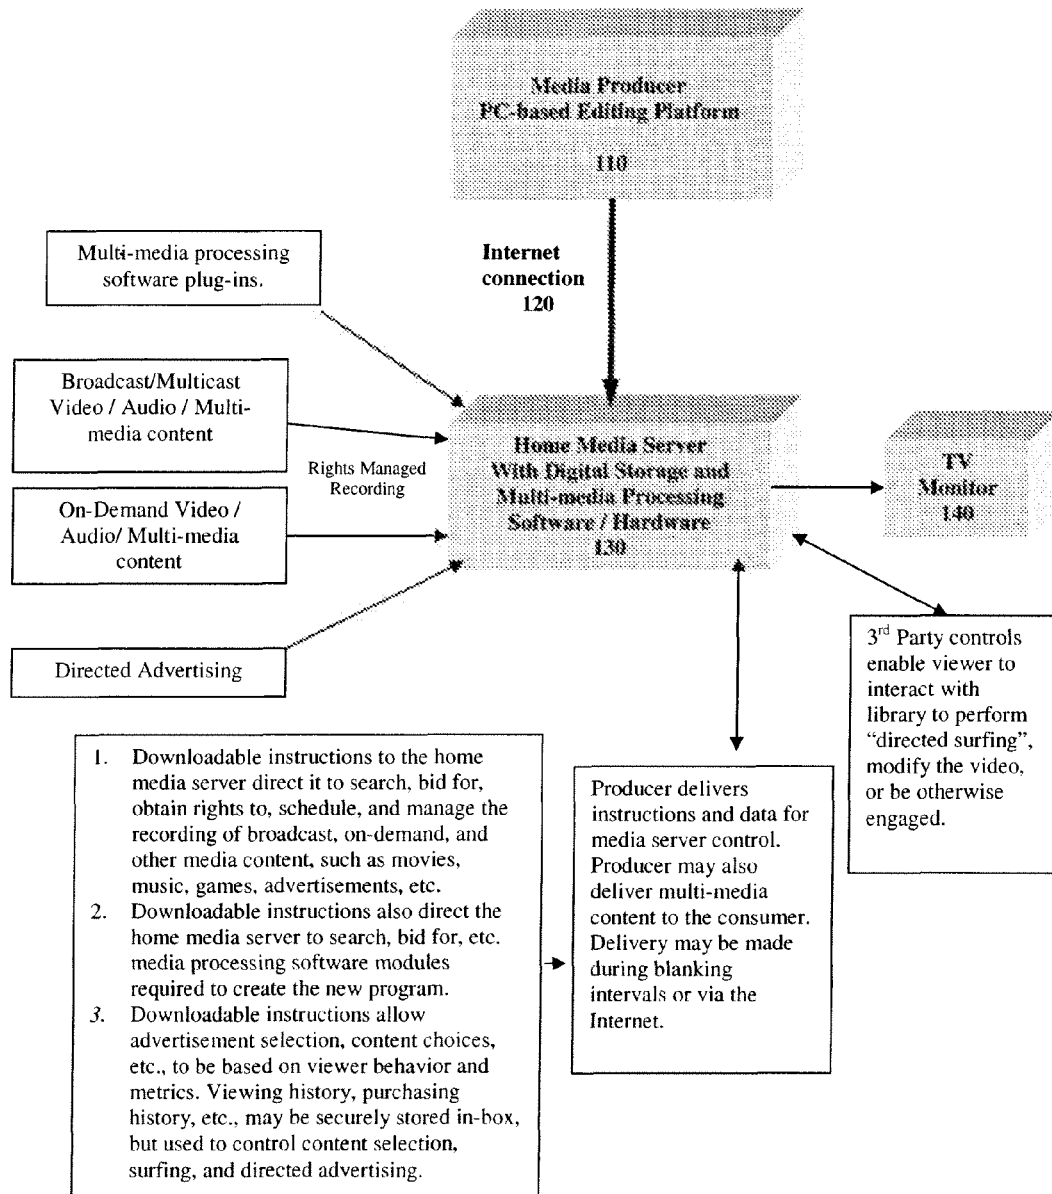 Media Producer
PC-based Editing Platform
110
Internet
connection
120
Multi-media processing
software plug-ins.
Broadcast/Multicast
Video / Audio / Multi-
media content
Rights Managed
Recording
On-Demand Video /
Audio/ Multi-media
content
Directed Advertising
Home Media Server
With Digital Storage and
Multi-media Processing
Software / Hardware
130
TV
Monitor
140
3rd Party controls
enable viewer to
interact with
library to perform
“directed surfing”,
modify the video,
or be otherwise
engaged.
1. Downloadable instructions to the home
media server direct it to search, bid for,
obtain rights to, schedule, and manage the
recording of broadcast, on-demand, and
other media content, such as movies,
music, games, advertisements, etc.
2. Downloadable instructions also direct the
home media server to search, bid for, etc.
media processing software modules
required to create the new program.
3. Downloadable instructions allow
advertisement selection, content choices,
etc., to be based on viewer behavior and
metrics. Viewing history, purchasing
history, etc., may be securely stored in-box,
but used to control content selection,
surfing, and directed advertising.
Producer delivers
instructions and data for
media server control.
Producer may also
deliver multi-media
content to the consumer.
Delivery may be made
during blanking
intervals or via the
Internet.